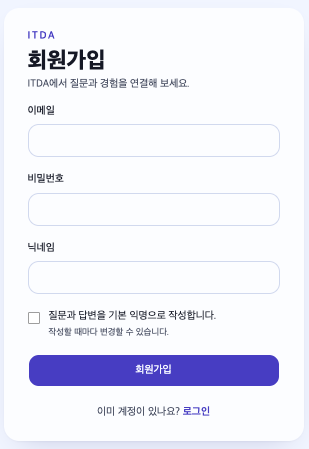 ITDA
회원가입
ITDA에서 질문과 경험을 연결해 보세요.
이메일
비밀번호
닉네임
질문과 답변을 기본 익명으로 작성합니다.
작성할 때마다 변경할 수 있습니다.
회원가입
이미 계정이 있나요? 로그인